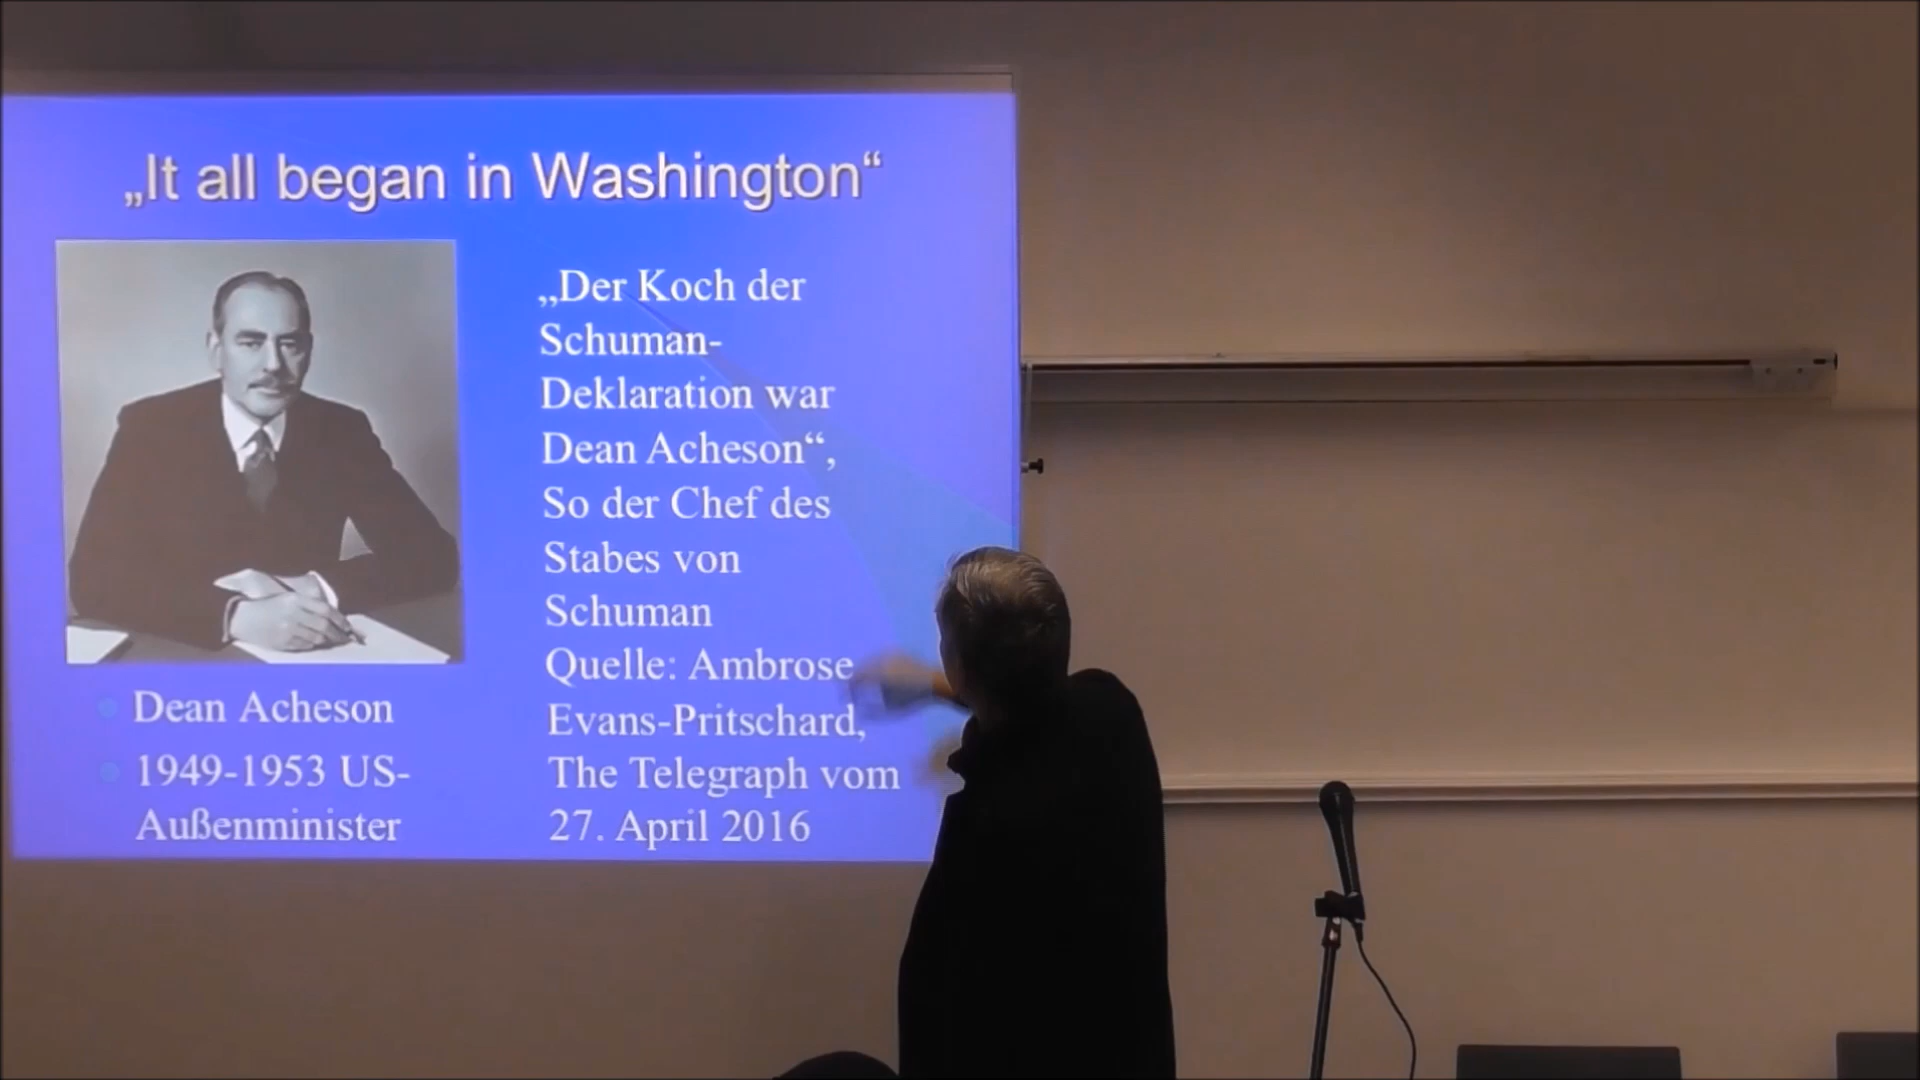 „It all began in Washington“
„Der Koch der
Schuman-
Deklaration war
Dean Acheson“,
So der Chef des
Stabes von
Schuman
Quelle: Ambrose
Evans-Pritschard,
The Telegraph vom
27. April 2016
Dean Acheson
1949-1953 US-
Außenminister